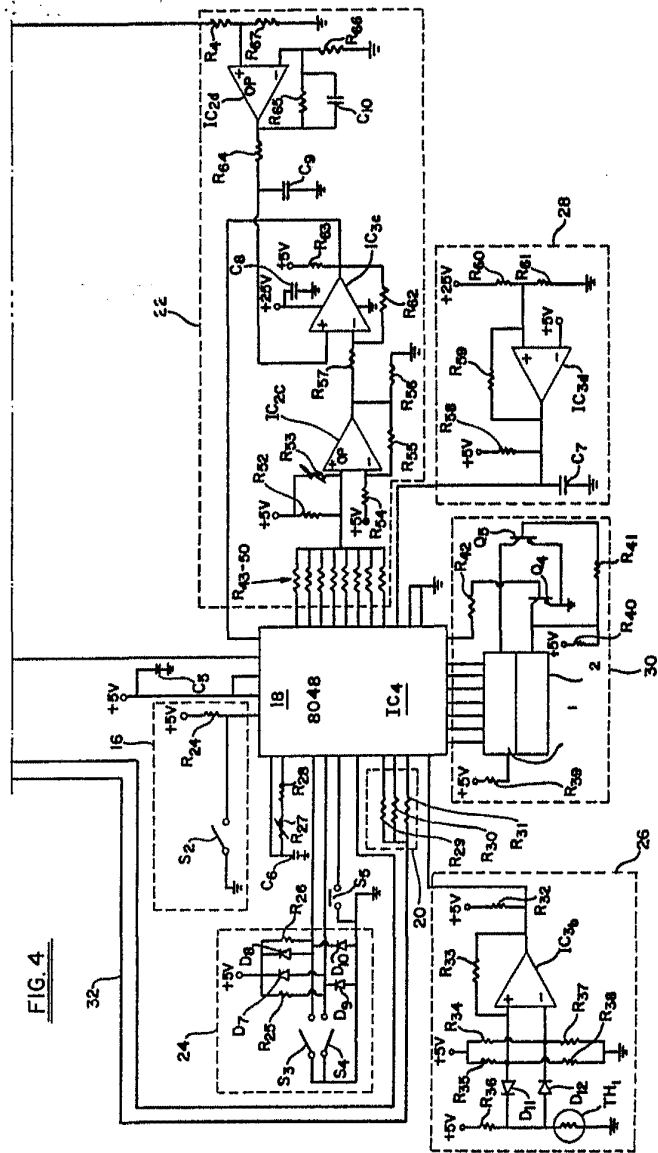 FIG. 4
32
16
+5V
R24
S2
+5V
C5
22
R4
R67
IC2d
OP
+
-
R66
R65
C10
R64
C9
+5V
R63
C8
+25V
IC3c
+
-
R62
R57
IC2c
OP
+
-
R52
+5V
R53
+5V
R54
R55
R56
R43-50
18
8048
IC4
24
+5V
D7
D8
R25
R26
D9
D10
S3
S4
S5
C6
R27
R28
20
R29
R30
R31
26
+5V
R32
R33
IC3b
+
-
R34
+5V
R35
R36
+5V
R37
R38
D11
D12
TH1
30
+5V
R39
1
2
+5V
R40
R41
R42
Q4
Q5
28
+25V
R60
R61
+5V
R59
IC3d
+
-
R58
+5V
C7